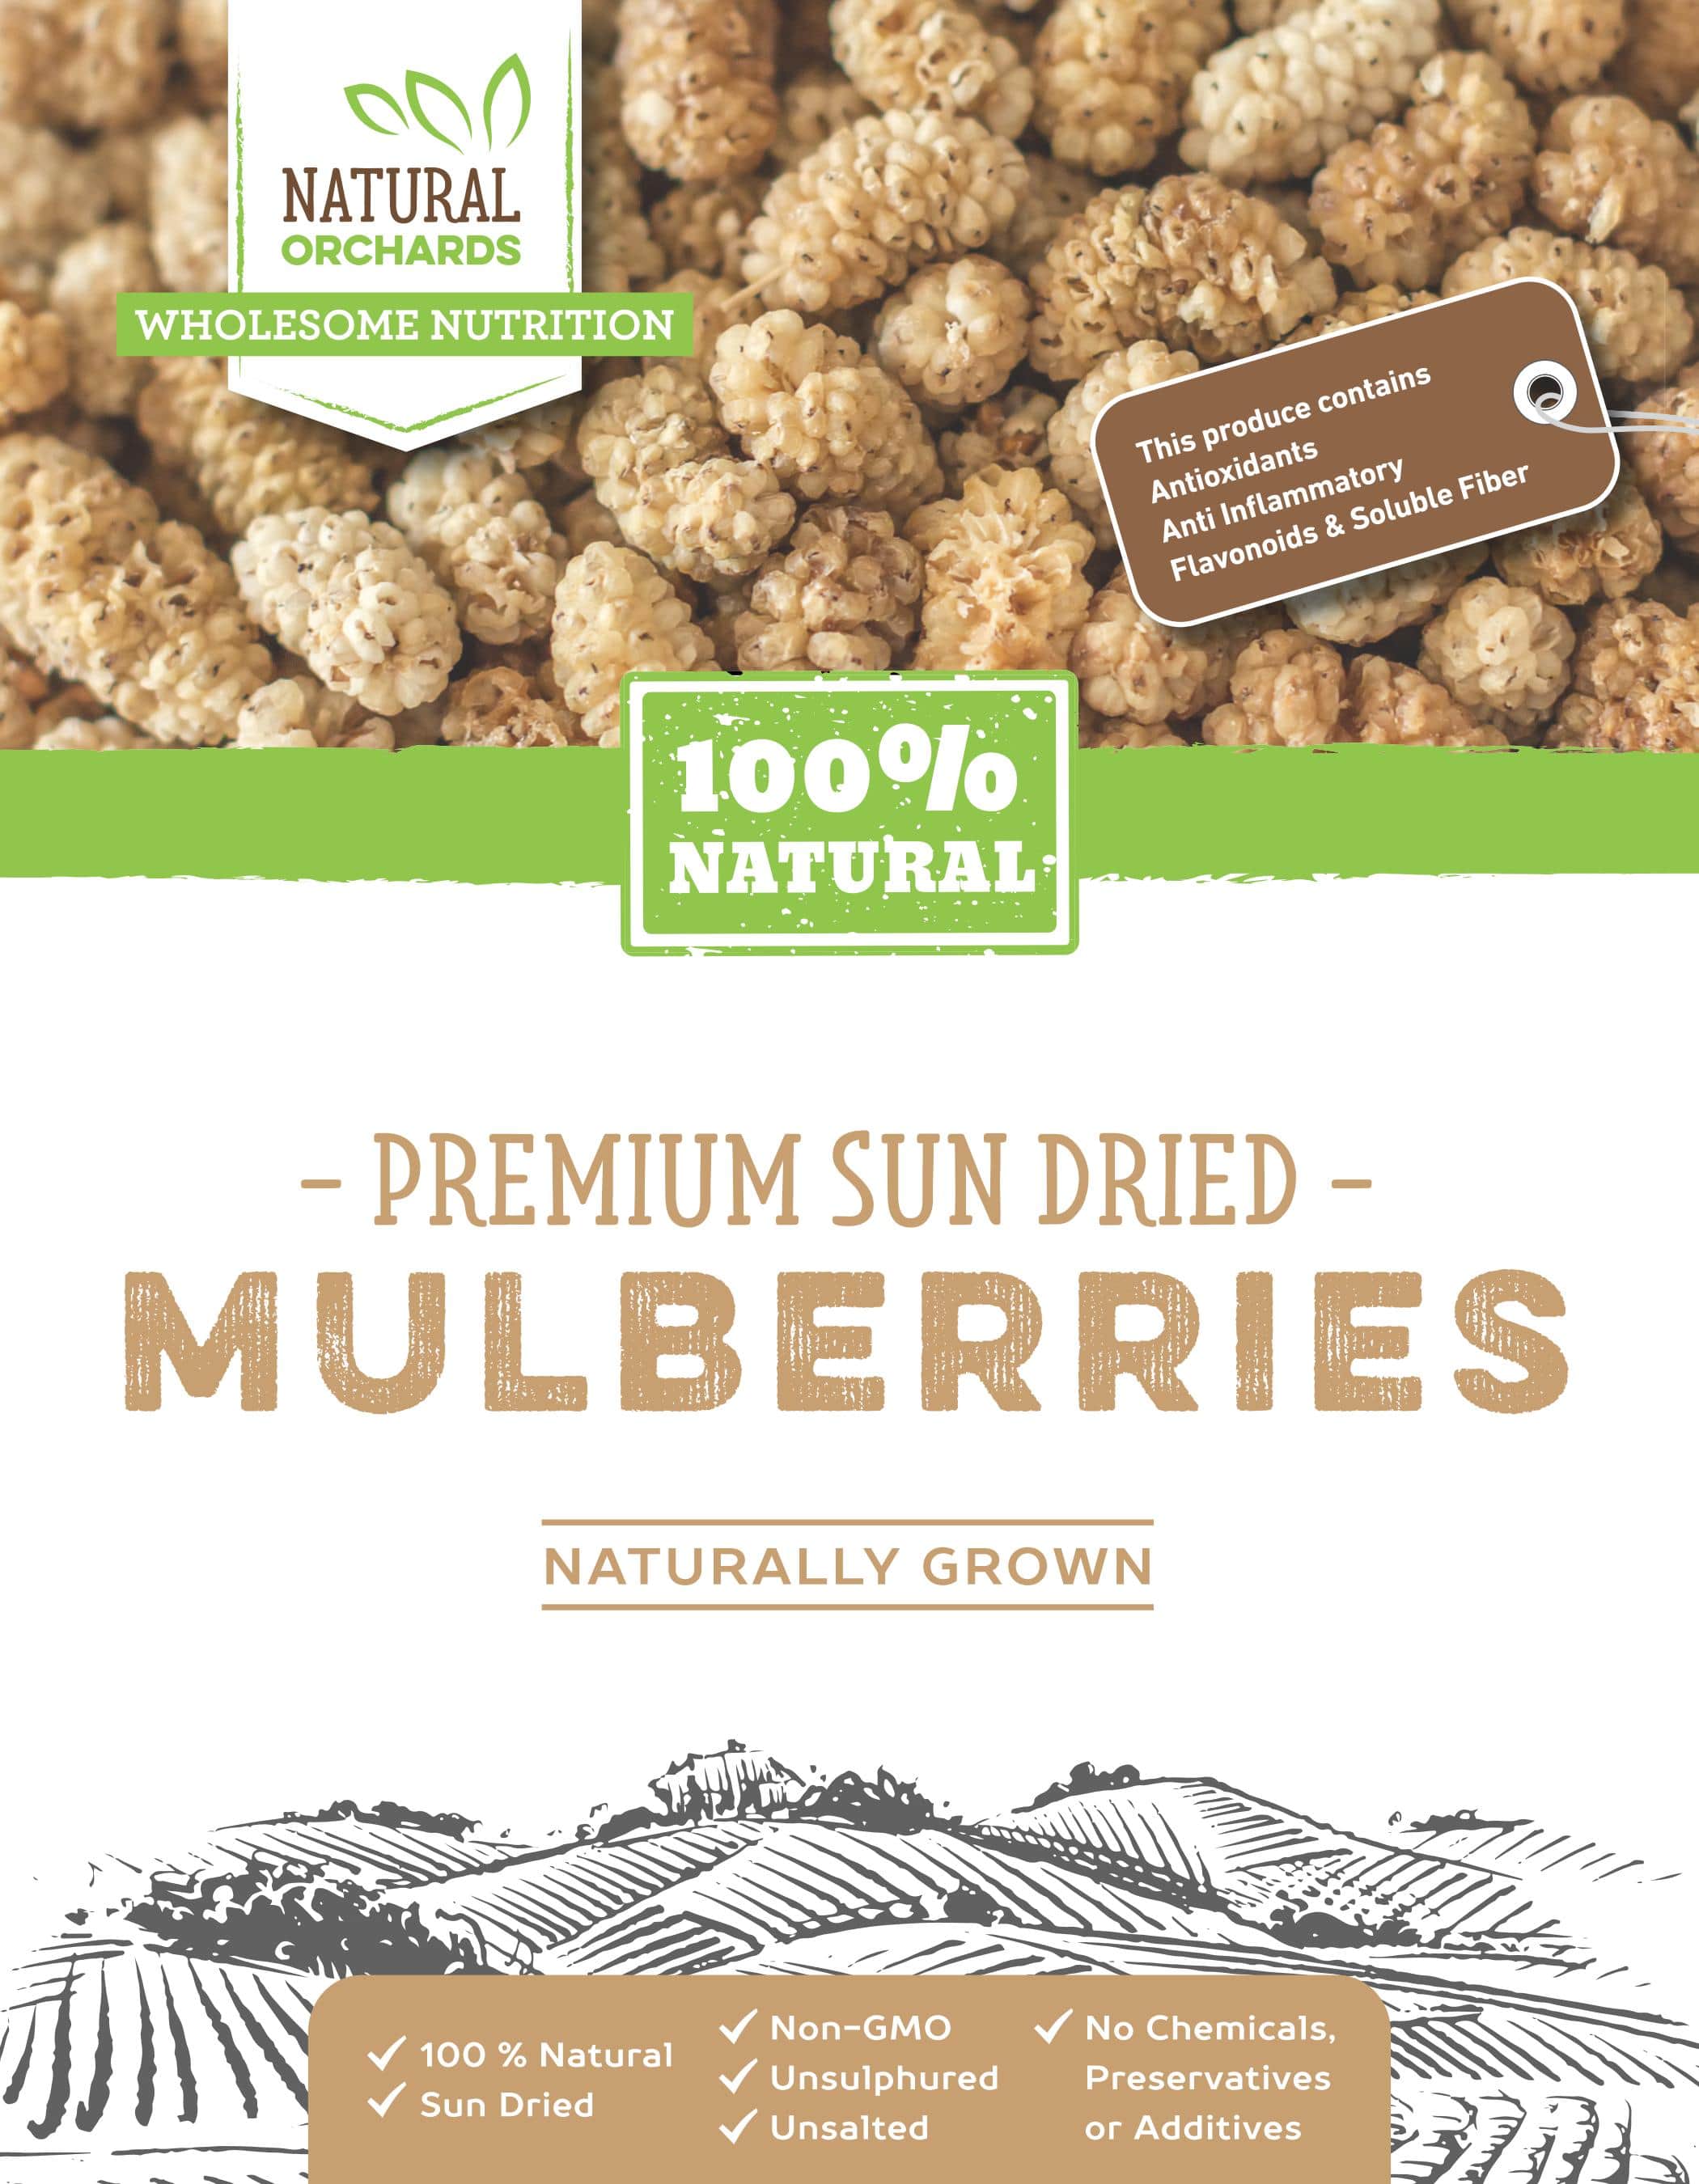 NATURAL
ORCHARDS
WHOLESOME NUTRITION
This produce contains
Antioxidants
Anti Inflammatory
Flavonoids & Soluble Fiber
100%
NATURAL
- PREMIUM SUN DRIED -
MULBERRIES
NATURALLY GROWN
100 % Natural
Sun Dried
Non-GMO
Unsulphured
Unsalted
No Chemicals,
Preservatives
or Additives